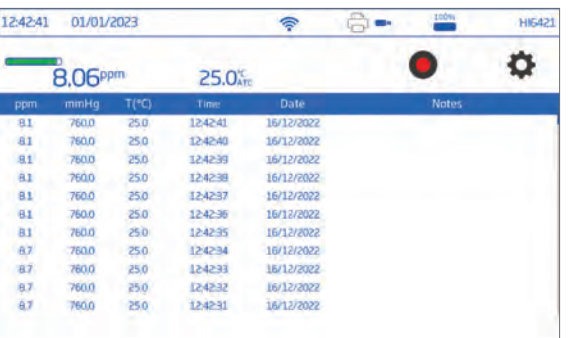 12:42:41 01/01/2023 100% HI6421
8.06 ppm 25.0 °C ATC
ppm mmHg T(°C) Time Date Notes
8.1 760.0 25.0 12:42:41 16/12/2022
8.1 760.0 25.0 12:42:40 16/12/2022
8.1 760.0 25.0 12:42:39 16/12/2022
8.1 760.0 25.0 12:42:38 16/12/2022
8.1 760.0 25.0 12:42:37 16/12/2022
8.1 760.0 25.0 12:42:36 16/12/2022
8.1 760.0 25.0 12:42:35 16/12/2022
8.7 760.0 25.0 12:42:34 16/12/2022
8.7 760.0 25.0 12:42:33 16/12/2022
8.7 760.0 25.0 12:42:32 16/12/2022
8.7 760.0 25.0 12:42:31 16/12/2022